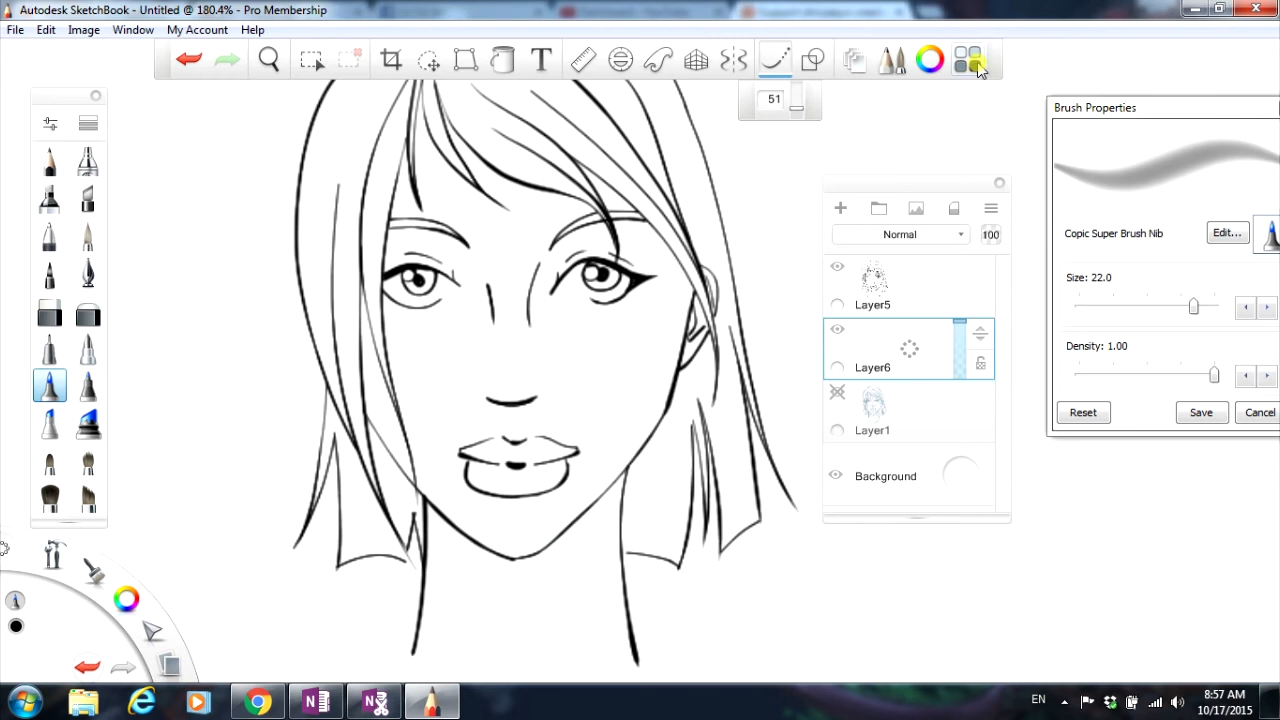 Autodesk SketchBook - Untitled @ 180.4% - Pro Membership
File Edit Image Window My Account Help
T
51
Brush Properties
Copic Super Brush Nib Edit...
Size: 22.0
Density: 1.00
Reset Save Cancel
Normal 100
Layer5
Layer6
Layer1
Background
EN
8:57 AM
10/17/2015